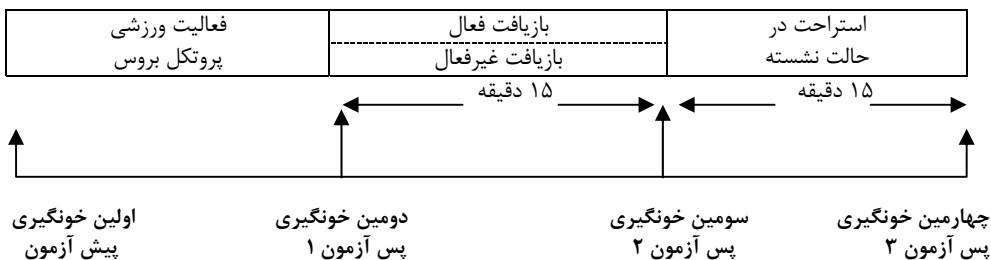 فعالیت ورزشی
پروتکل بروس
بازیافت فعال
بازیافت غیرفعال
استراحت در
حالت نشسته
۱۵ دقیقه
۱۵ دقیقه
اولین خونگیری
پیش آزمون
دومین خونگیری
پس آزمون ۱
سومین خونگیری
پس آزمون ۲
چهارمین خونگیری
پس آزمون ۳